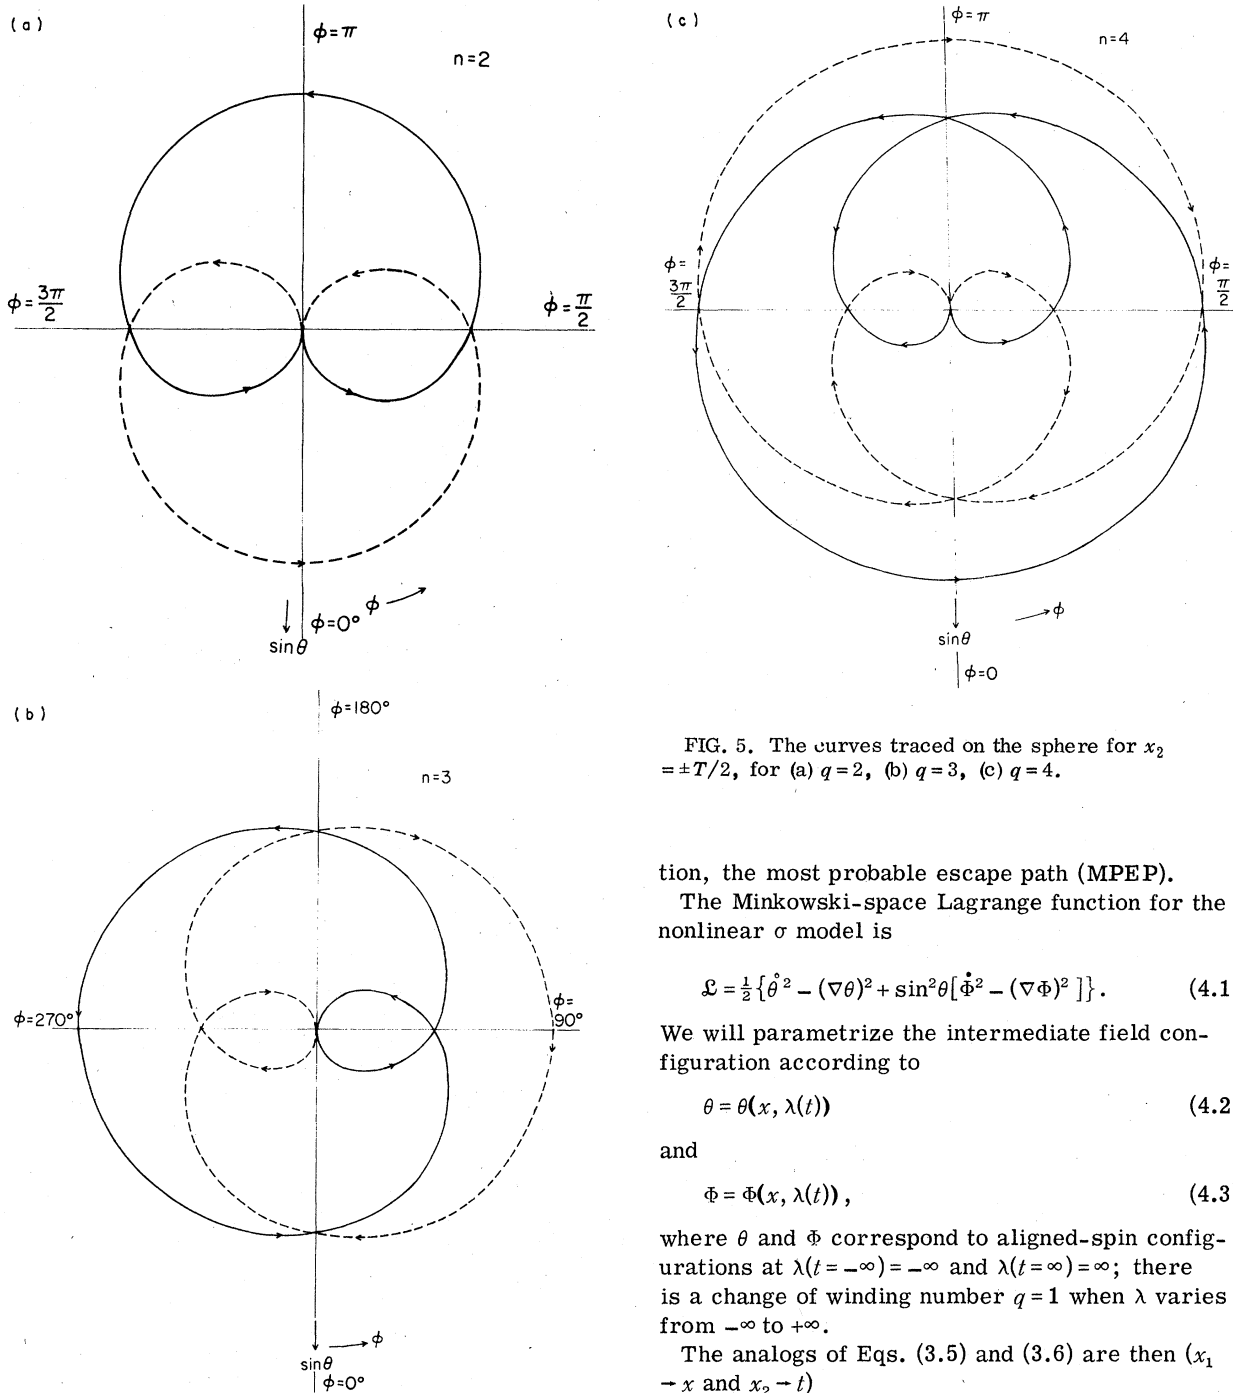 (a)
ϕ=π
n=2
ϕ=3π/2
ϕ=π/2
ϕ
ϕ=0°
sinθ
(b)
ϕ=180°
n=3
ϕ=270°
ϕ=
90°
ϕ
sinθ
ϕ=0°
(c)
ϕ=π
n=4
ϕ=
3π/2
ϕ=
π/2
ϕ
sinθ
ϕ=0
FIG. 5. The curves traced on the sphere for x₂
=±T/2, for (a) q=2, (b) q=3, (c) q=4.
tion, the most probable escape path (MPEP).
The Minkowski-space Lagrange function for the
nonlinear σ model is
ℒ = ½{θ̊² − (∇θ)² + sin²θ[Φ̇² − (∇Φ)²]}. (4.1
We will parametrize the intermediate field con-
figuration according to
θ = θ(x, λ(t)) (4.2
and
Φ = Φ(x, λ(t)), (4.3
where θ and Φ correspond to aligned-spin config-
urations at λ(t = −∞) = −∞ and λ(t = ∞) = ∞; there
is a change of winding number q = 1 when λ varies
from −∞ to +∞.
The analogs of Eqs. (3.5) and (3.6) are then (x₁
→ x and x₂ → t)